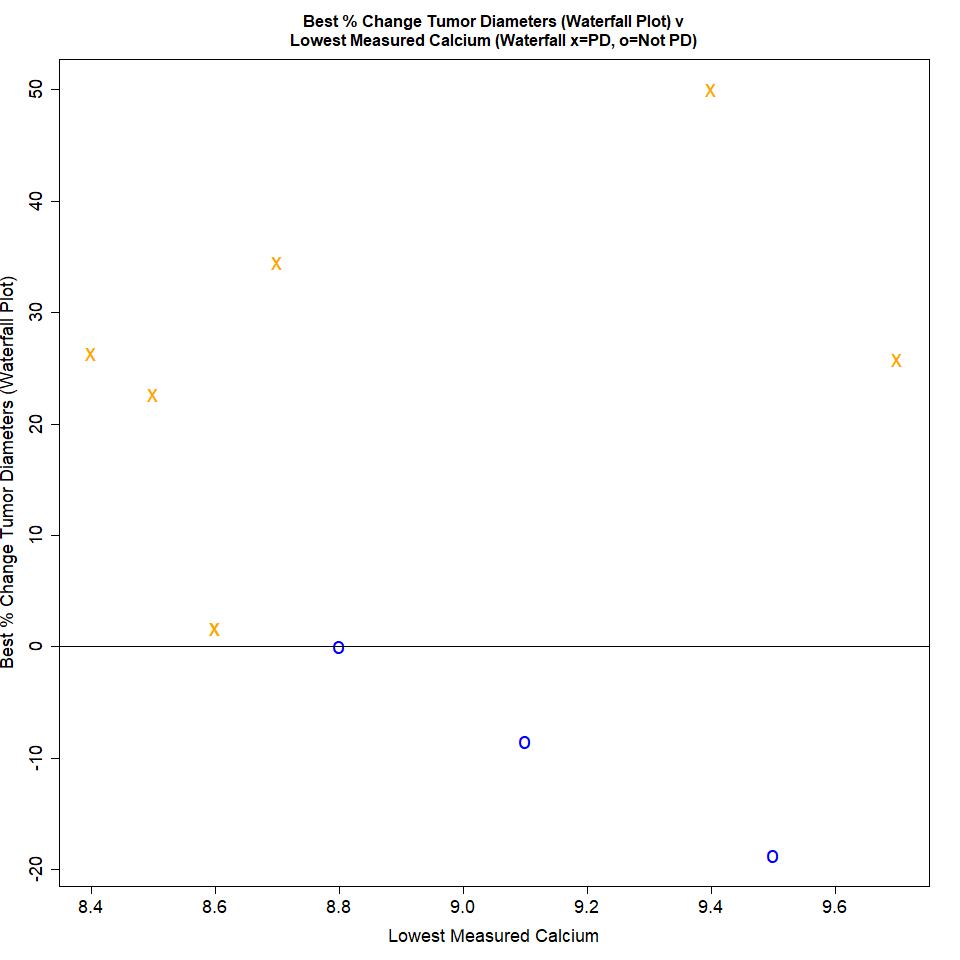 Best % Change Tumor Diameters (Waterfall Plot) v
Lowest Measured Calcium (Waterfall x=PD, o=Not PD)
Best % Change Tumor Diameters (Waterfall Plot)
50
40
30
20
10
0
-10
-20
X
X
X
X
X
X
O
O
O
8.4 8.6 8.8 9.0 9.2 9.4 9.6
Lowest Measured Calcium